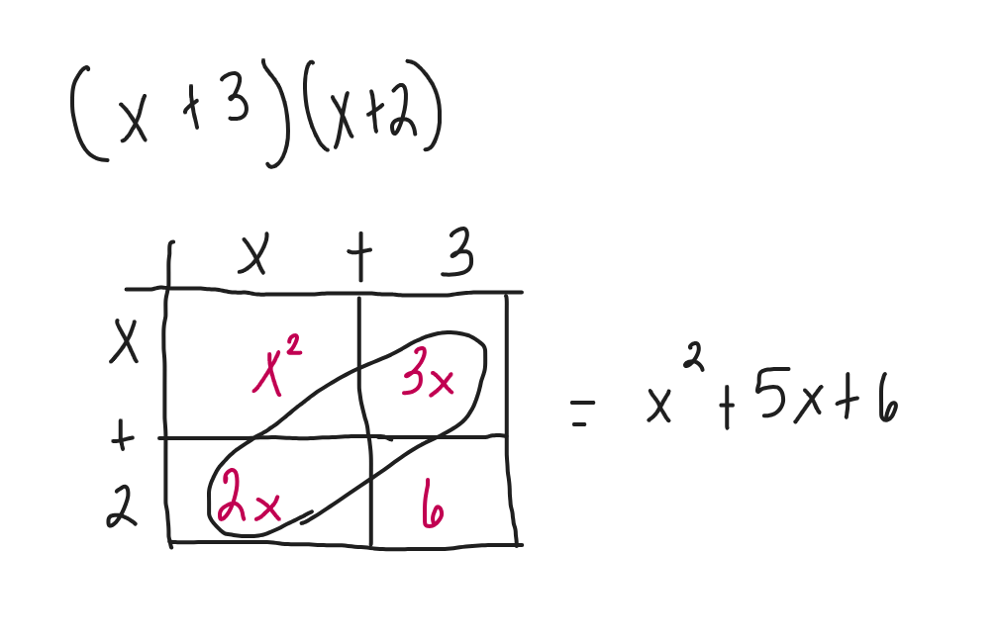 (x + 3)(x+2)
x + 3
x x² 3x
+
2 2x 6
= x² + 5x + 6